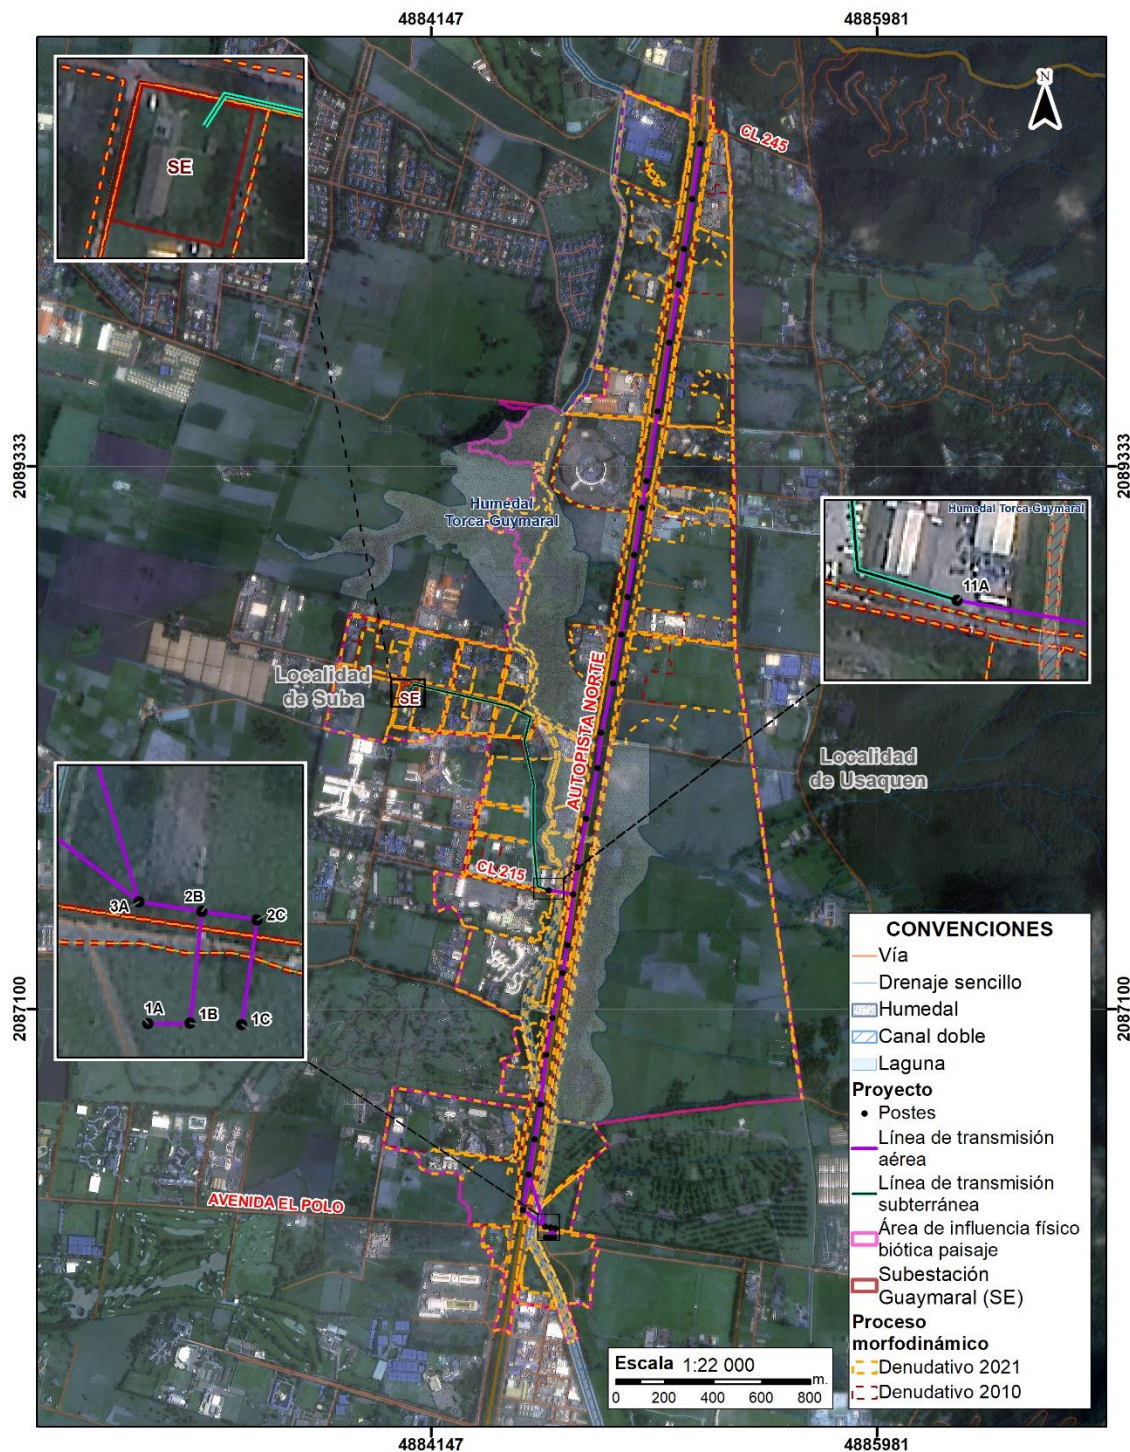 4884147
4885981
N
CL 245
SE
2089333
2089333
Humedal
Torca-Guymaral
Humedal Torca-Guymaral
11A
Localidad
de Suba
SE
AUTOPISTA NORTE
Localidad
de Usaquen
CL 215
3A
2B
2C
1A
1B
1C
2087100
2087100
AVENIDA EL POLO
CONVENCIONES
Vía
Drenaje sencillo
Humedal
Canal doble
Laguna
Proyecto
Postes
Línea de transmisión
aérea
Línea de transmisión
subterránea
Área de influencia físico
biótica paisaje
Subestación
Guaymaral (SE)
Proceso
morfodinámico
Denudativo 2021
Denudativo 2010
Escala 1:22 000
m.
0 200 400 600 800
4884147
4885981